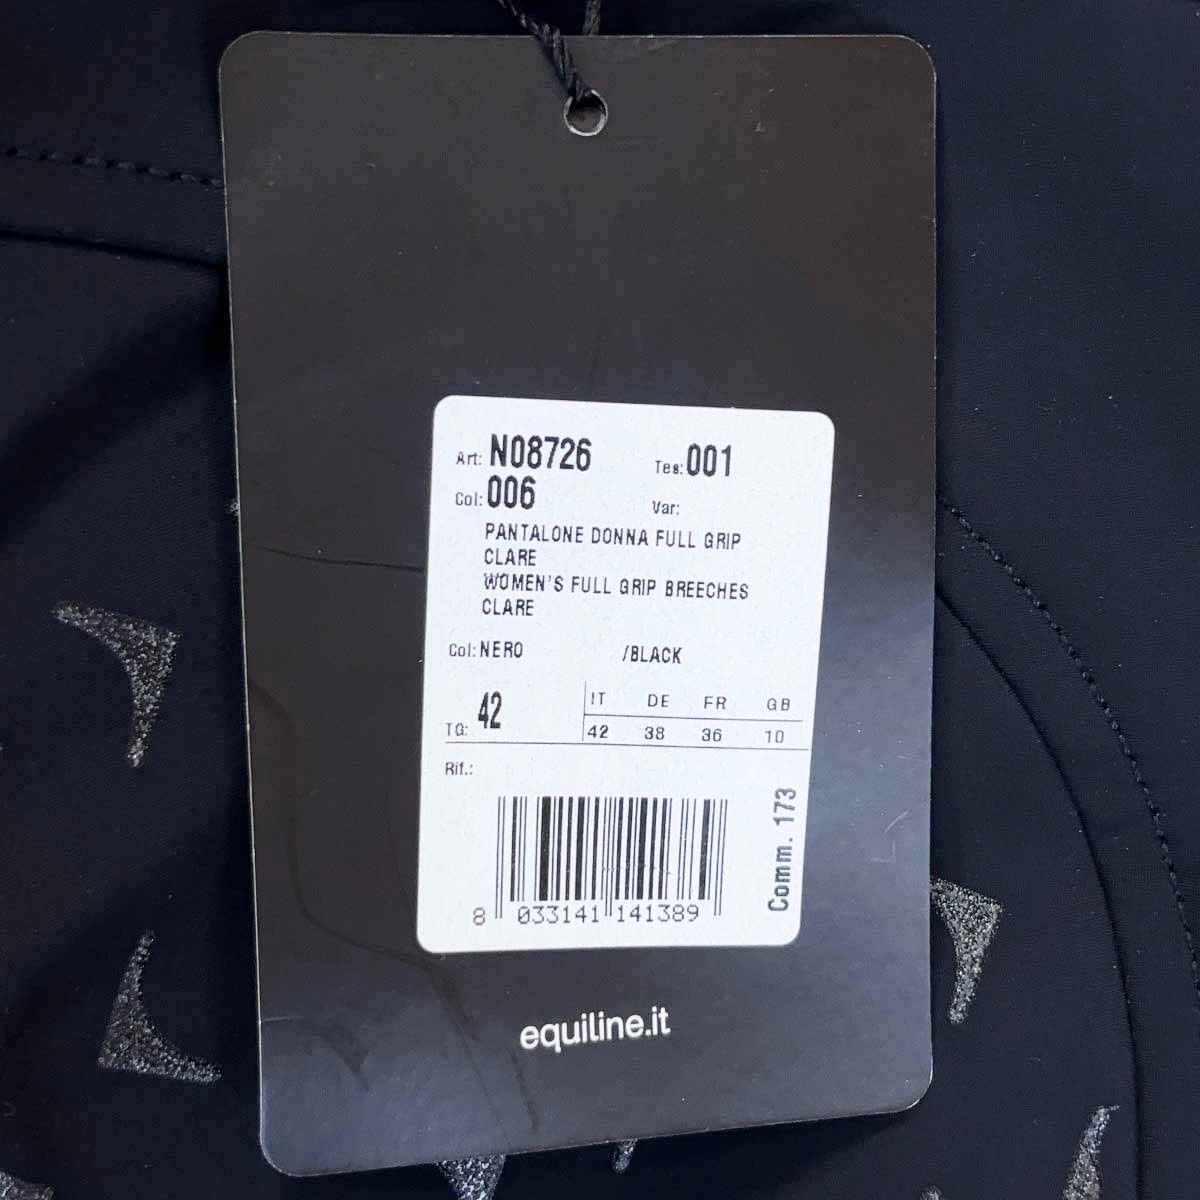 Art: N08726 Tes: 001
Col: 006 Var:
PANTALONE DONNA FULL GRIP
CLARE
WOMEN'S FULL GRIP BREECHES
CLARE
Col: NERO /BLACK
TG: 42
IT DE FR GB
42 38 36 10
Rif.:
8 033141 141389
Comm. 173
equiline.it